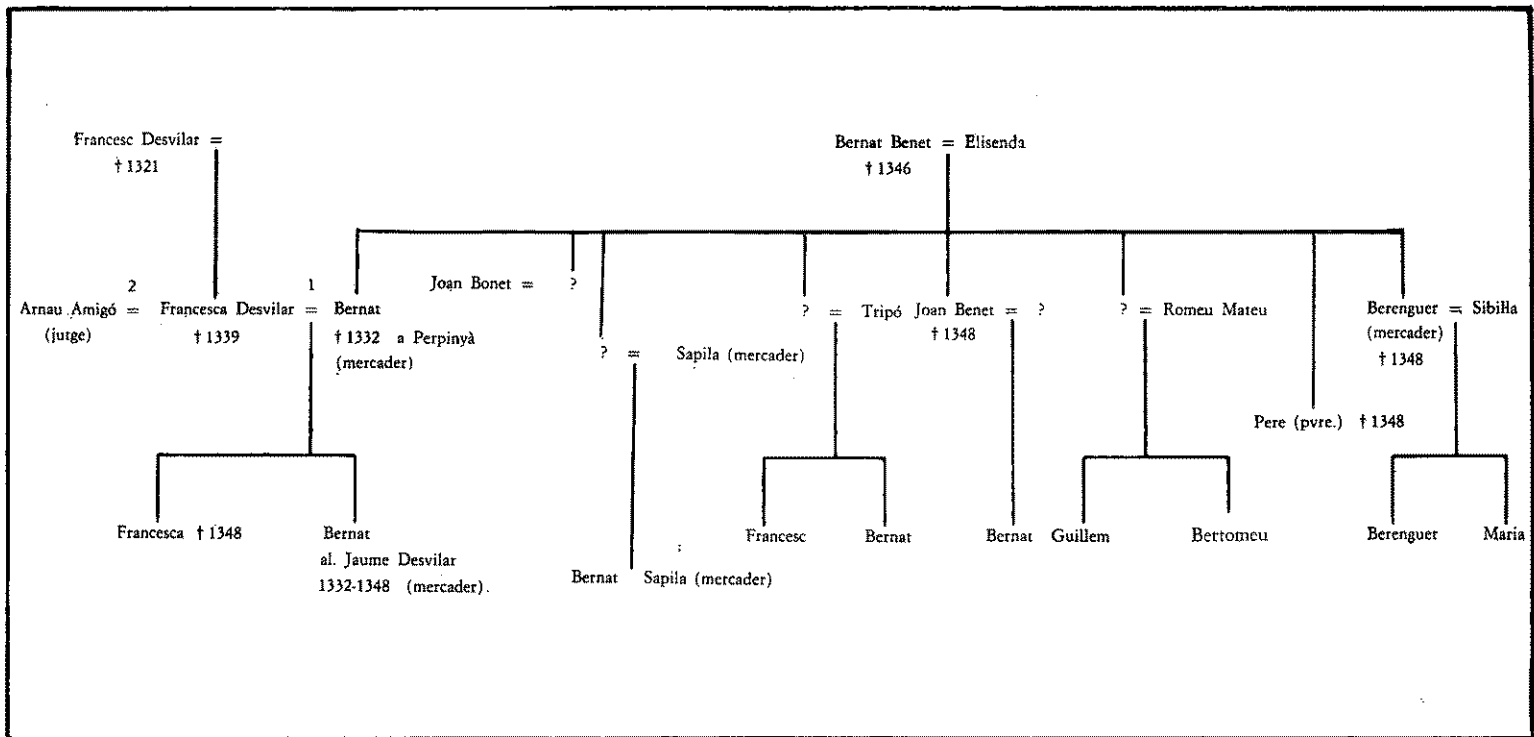 Francesc Desvilar =
† 1321
Bernat Benet = Elisenda
† 1346
2
1
Arnau Amigó = Francesca Desvilar = Bernat
(jutge)
† 1339
† 1332 a Perpinyà
(mercader)
Joan Bonet = ?
? = Sapila (mercader)
? = Tripó
Joan Benet = ?
† 1348
? = Romeu Mateu
Pere (pvre.) † 1348
Berenguer = Sibil·la
(mercader)
† 1348
Francesca † 1348
Bernat
al. Jaume Desvilar
1332-1348 (mercader).
Bernat Sapila (mercader)
Francesc
Bernat
Bernat
Guillem
Bertomeu
Berenguer
Maria